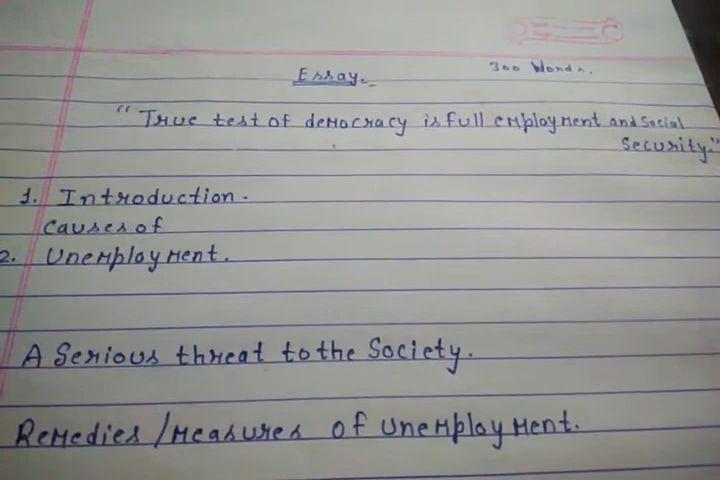 Essay.
300 Words.
"True test of democracy is full employment and Social
Security."
1. Introduction.
Causes of
2. Unemployment.
A Serious threat to the Society.
Remedies / Measures of Unemployment.